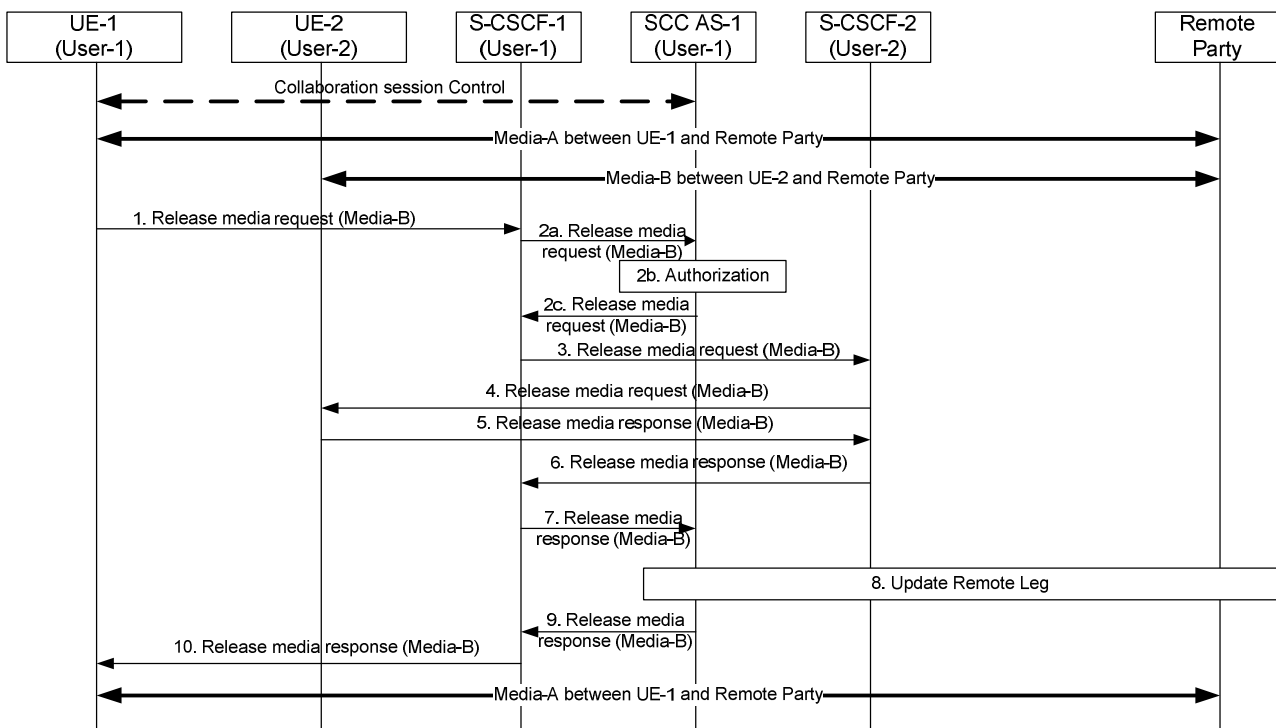 UE-1
(User-1)
UE-2
(User-2)
S-CSCF-1
(User-1)
SCC AS-1
(User-1)
S-CSCF-2
(User-2)
Remote
Party
Collaboration session Control
Media-A between UE-1 and Remote Party
Media-B between UE-2 and Remote Party
1. Release media request (Media-B)
2a. Release media
request (Media-B)
2b. Authorization
2c. Release media
request (Media-B)
3. Release media request (Media-B)
4. Release media request (Media-B)
5. Release media response (Media-B)
6. Release media response (Media-B)
7. Release media
response (Media-B)
8. Update Remote Leg
9. Release media
response (Media-B)
10. Release media response (Media-B)
Media-A between UE-1 and Remote Party